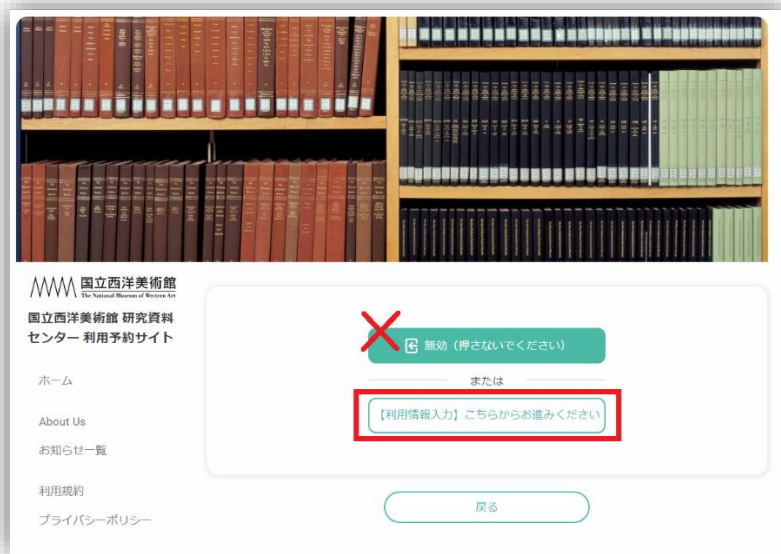 国立西洋美術館
The National Museum of Western Art
国立西洋美術館 研究資料
センター 利用予約サイト
ホーム
About Us
お知らせ一覧
利用規約
プライバシーポリシー
無効（押さないでください）
または
【利用情報入力】こちらからお進みください
戻る